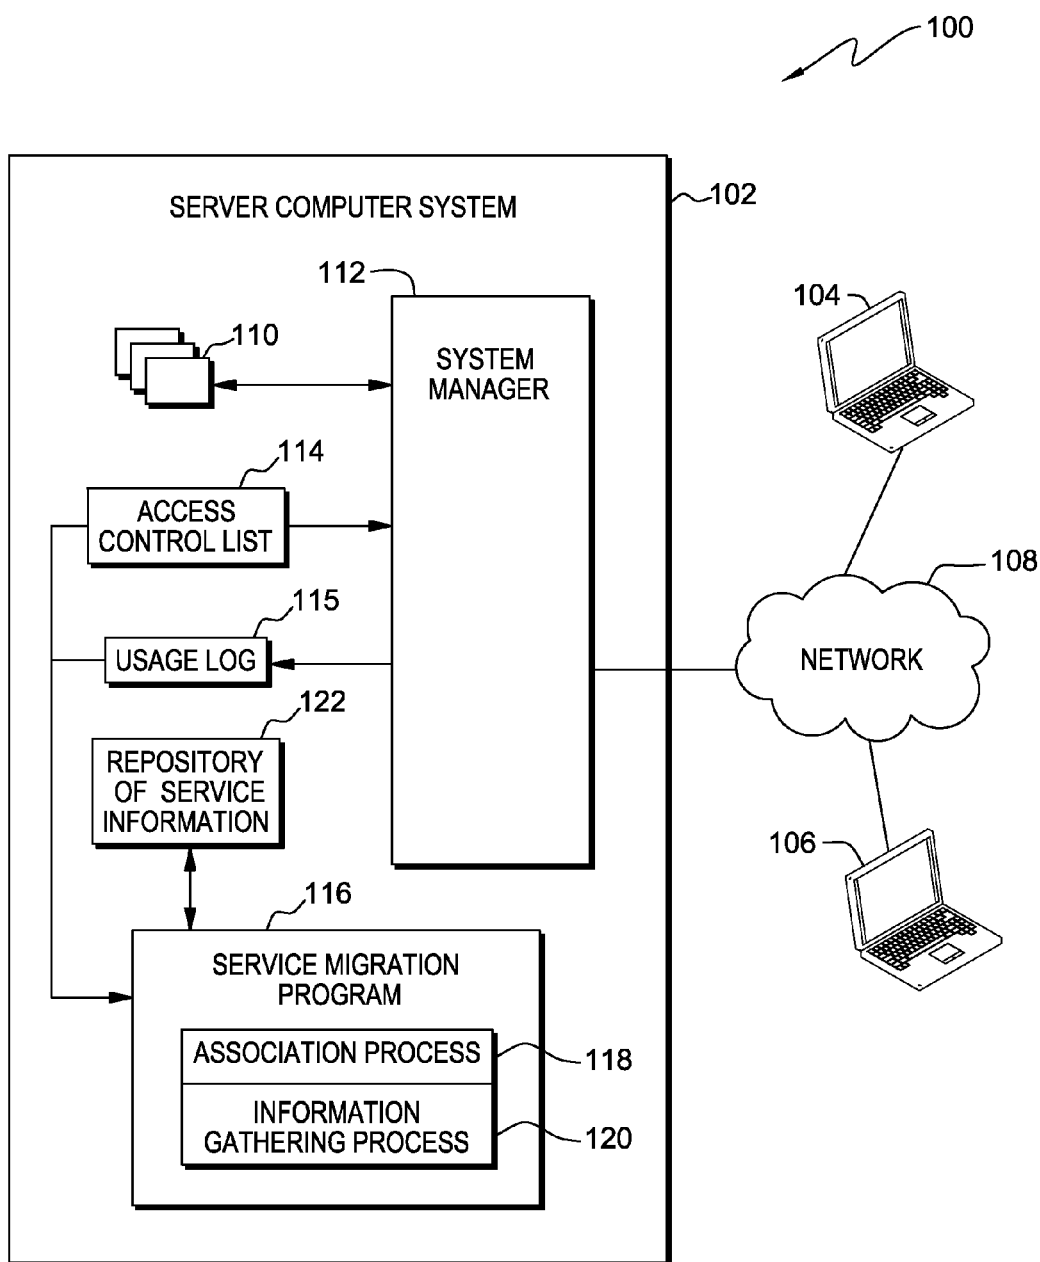 100
SERVER COMPUTER SYSTEM
102
112
104
110
SYSTEM
MANAGER
114
ACCESS
CONTROL LIST
108
115
USAGE LOG
NETWORK
122
REPOSITORY
OF SERVICE
INFORMATION
106
116
SERVICE MIGRATION
PROGRAM
ASSOCIATION PROCESS
118
INFORMATION
GATHERING PROCESS
120